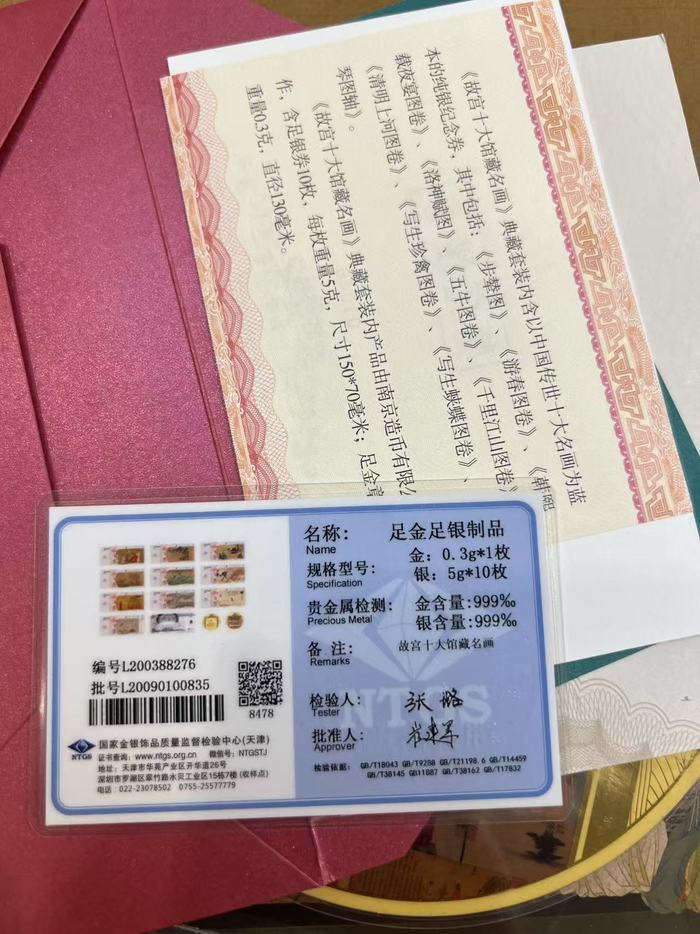 《故宫十大馆藏名画》典藏套装内含以中国传世十大名画为蓝
本的纯银纪念券，其中包括：《步辇图》、《游春图卷》、《韩熙
载夜宴图卷》、《洛神赋图》、《五牛图卷》、《千里江山图卷》
《清明上河图卷》、《写生珍禽图卷》、《写生蛱蝶图卷》、
琴图轴》。
《故宫十大馆藏名画》典藏套装内产品由南京造币有限公
作，含足银券10枚，每枚重量5克，尺寸150*70毫米；足金章
重量0.3克，直径130毫米。
名称： 足金足银制品
Name
金：0.3g*1枚
规格型号： 银：5g*10枚
Specification
贵金属检测： 金含量：999‰
Precious Metal 银含量：999‰
备 注： 故宫十大馆藏名画
Remarks
检验人：
Tester
批准人：
Approver
检验依据： GB/T18043 GB/T9288 GB/T21198.6 GB/T14459
GB/T38145 GB11887 GB/T38162 GB/T17832
NTGS
编号L200388276
批号L20090100835
8478
NTGS
国家金银饰品质量监督检验中心(天津)
证书查询：www.ntgs.org.cn 微信号：NTGSTJ
地址：天津市华苑产业区开华道26号
深圳市罗湖区翠竹路水贝工业区15栋7楼 (收样点)
电话：022-23078502 0755-25577779